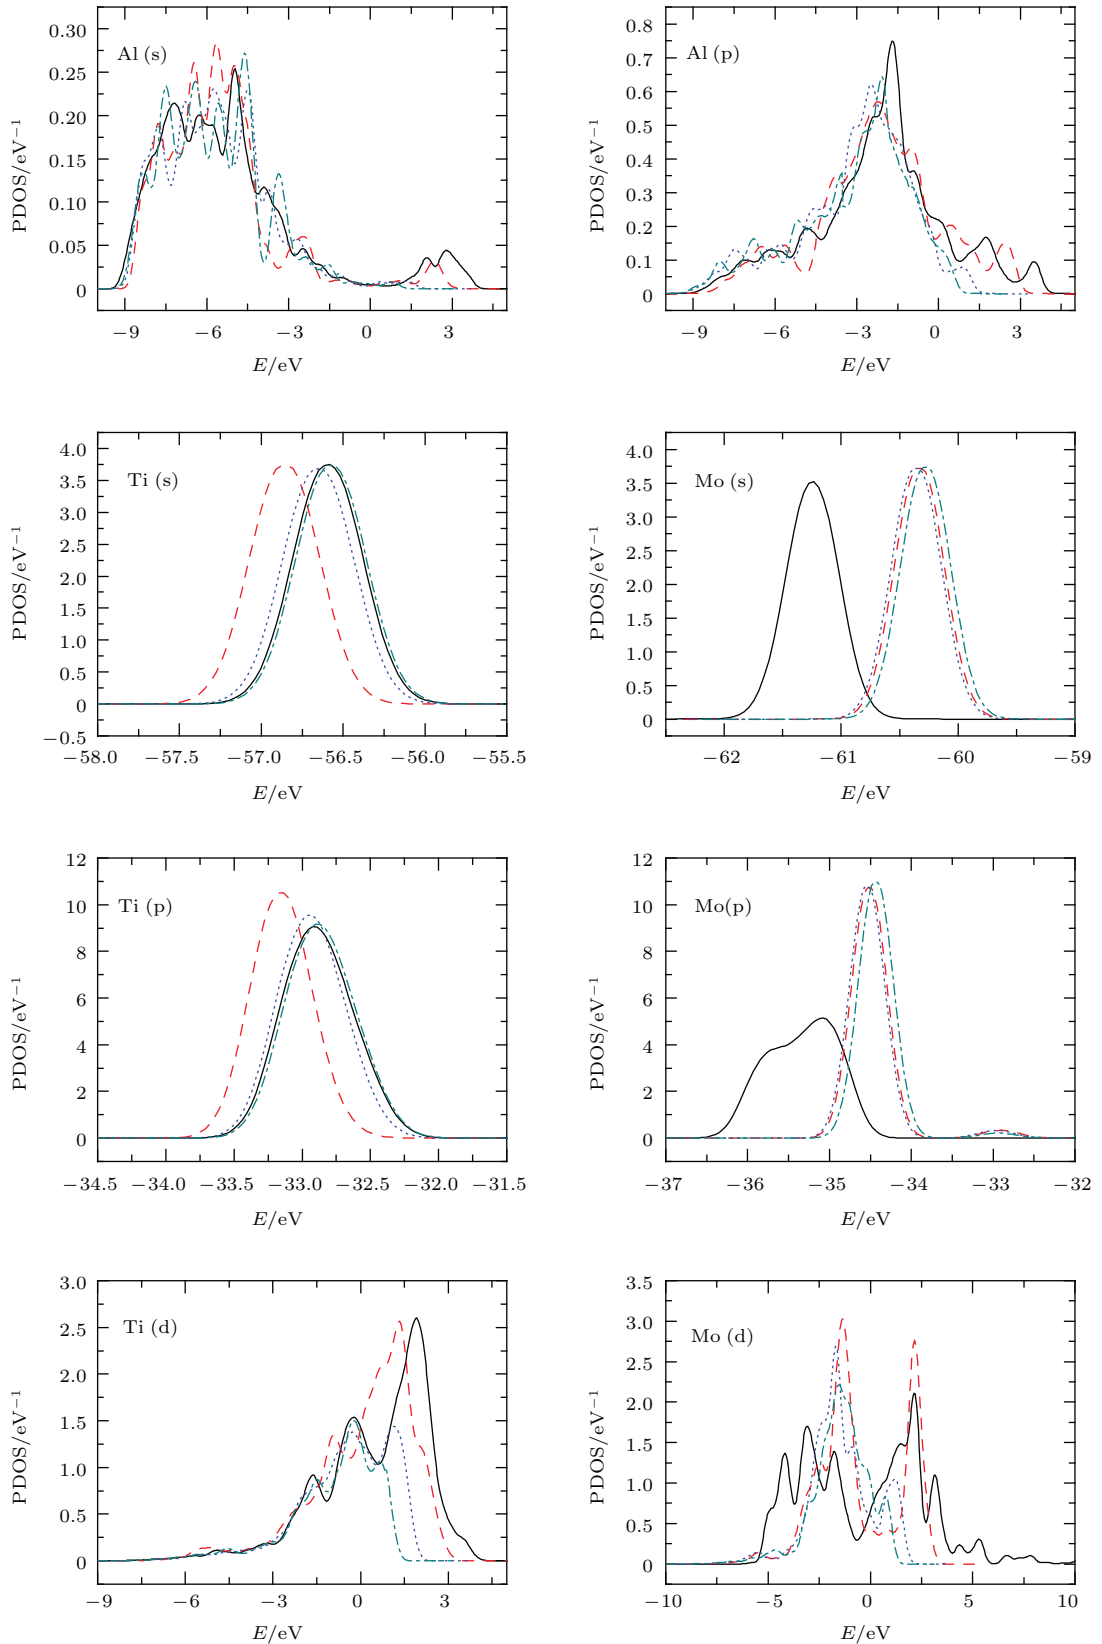 Al (s)
PDOS/eV−1
0.30
0.25
0.20
0.15
0.10
0.05
0
−9 −6 −3 0 3
E/eV
Al (p)
PDOS/eV−1
0.8
0.7
0.6
0.5
0.4
0.3
0.2
0.1
0
−9 −6 −3 0 3
E/eV
Ti (s)
PDOS/eV−1
4.0
3.5
3.0
2.5
2.0
1.5
1.0
0.5
0
−0.5
−58.0 −57.5 −57.0 −56.5 −56.0 −55.5
E/eV
Mo (s)
PDOS/eV−1
4.0
3.5
3.0
2.5
2.0
1.5
1.0
0.5
0
−62 −61 −60 −59
E/eV
Ti (p)
PDOS/eV−1
12
10
8
6
4
2
0
−34.5 −34.0 −33.5 −33.0 −32.5 −32.0 −31.5
E/eV
Mo(p)
PDOS/eV−1
12
10
8
6
4
2
0
−37 −36 −35 −34 −33 −32
E/eV
Ti (d)
PDOS/eV−1
3.0
2.5
2.0
1.5
1.0
0.5
0
−9 −6 −3 0 3
E/eV
Mo (d)
PDOS/eV−1
3.5
3.0
2.5
2.0
1.5
1.0
0.5
0
−10 −5 0 5 10
E/eV